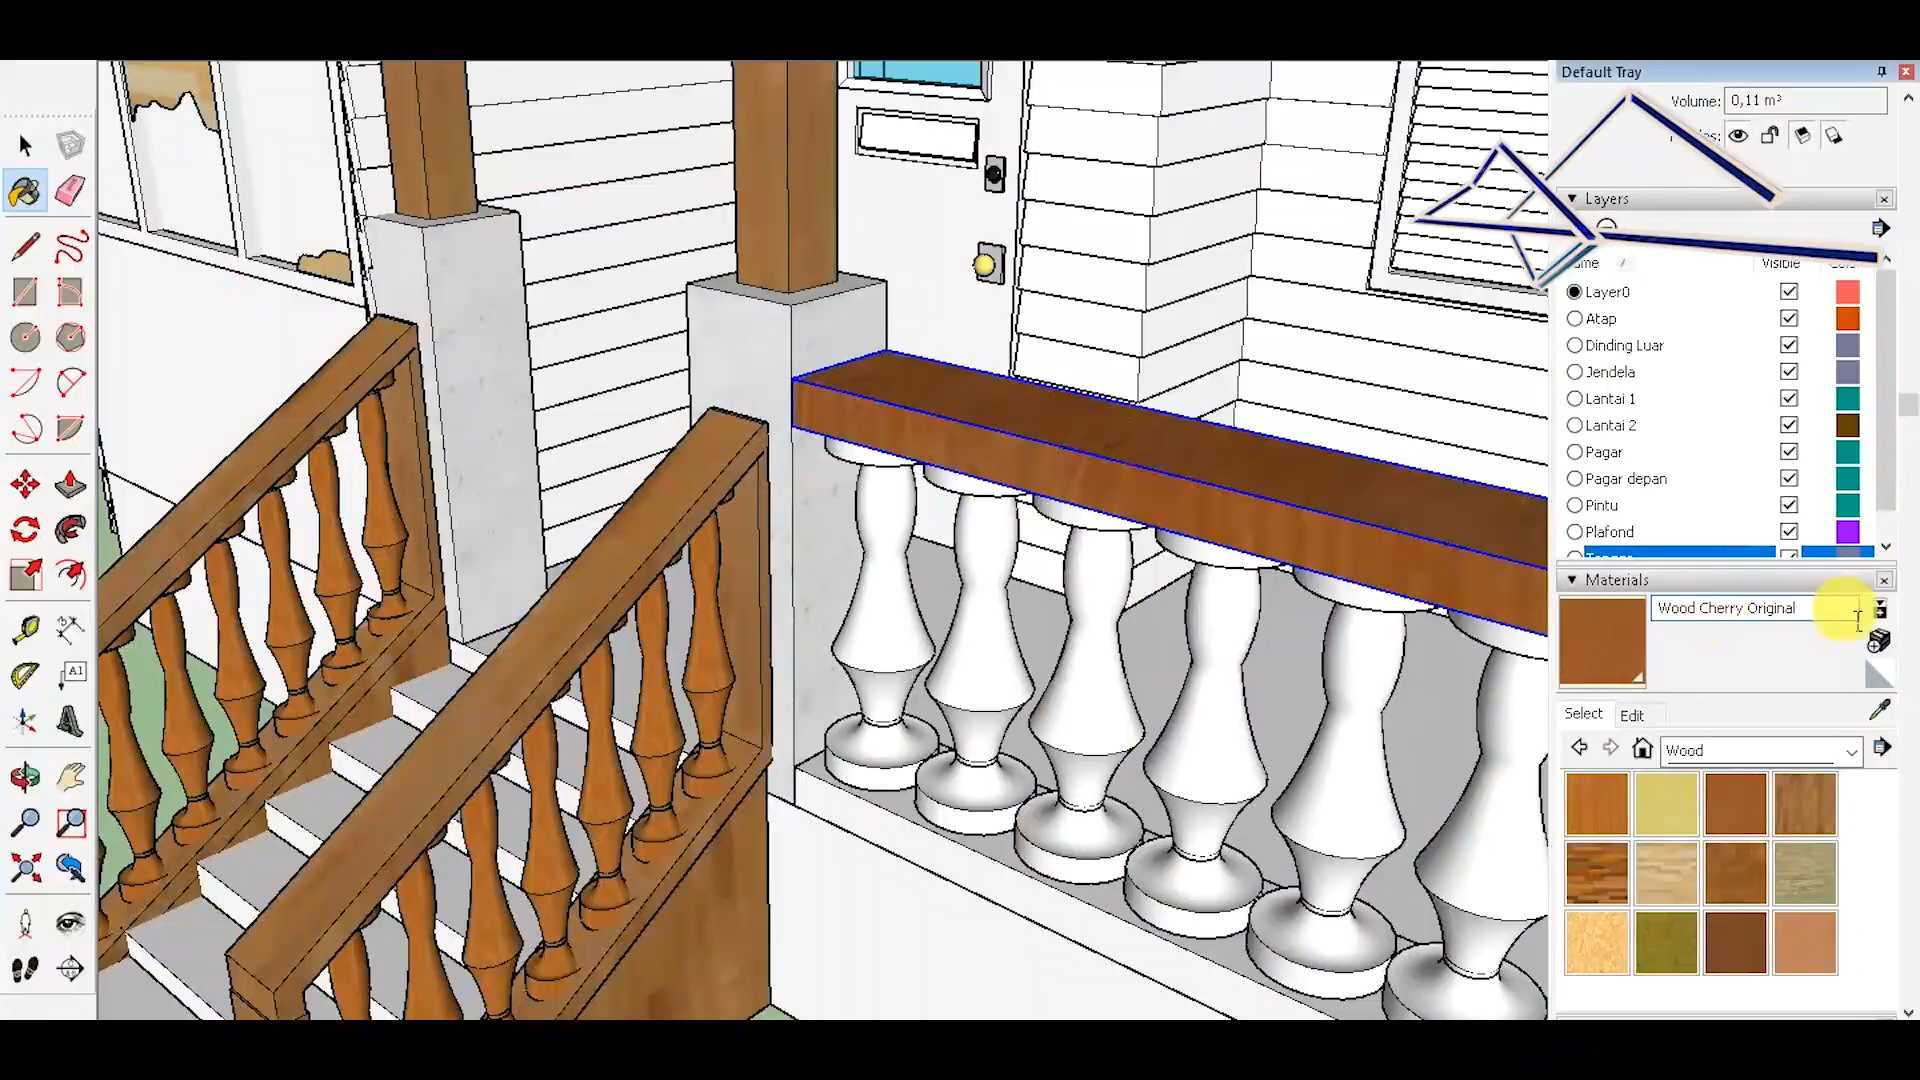 Default Tray
Volume: 0,11 m³
Layers
Visible
Layer0
Atap
Dinding Luar
Jendela
Lantai 1
Lantai 2
Pagar
Pagar depan
Pintu
Plafond
Materials
Wood Cherry Original
Select Edit
Wood
A1